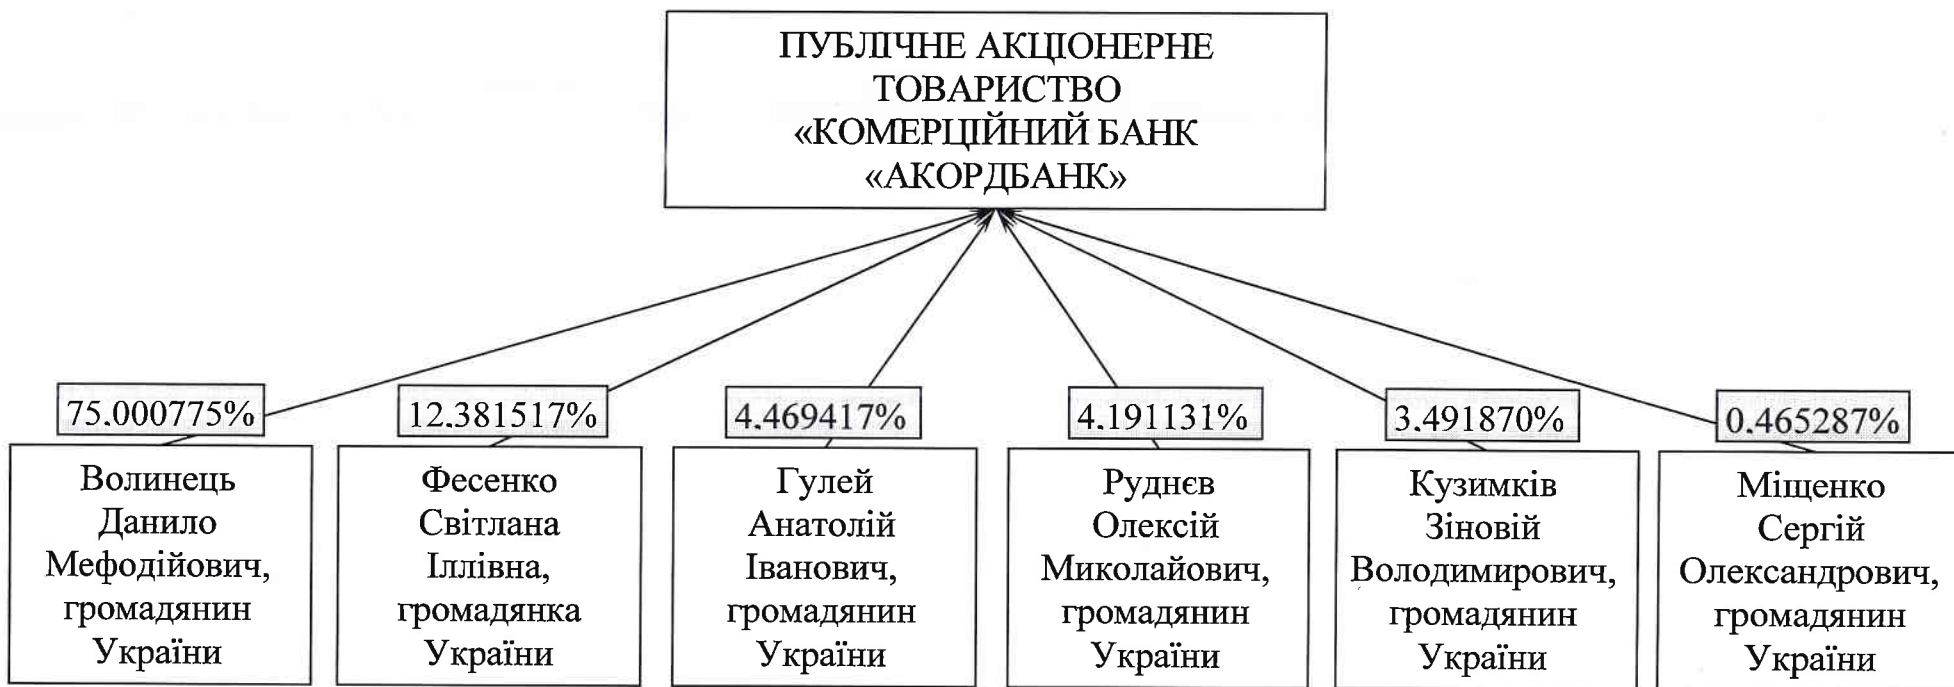 ПУБЛІЧНЕ АКЦІОНЕРНЕ
ТОВАРИСТВО
«КОМЕРЦІЙНИЙ БАНК
«АКОРДБАНК»
75.000775%
12.381517%
4.469417%
4.191131%
3.491870%
0.465287%
Волинець
Данило
Мефодійович,
громадянин
України
Фесенко
Світлана
Іллівна,
громадянка
України
Гулей
Анатолій
Іванович,
громадянин
України
Руднєв
Олексій
Миколайович,
громадянин
України
Кузимків
Зіновій
Володимирович,
громадянин
України
Міщенко
Сергій
Олександрович,
громадянин
України